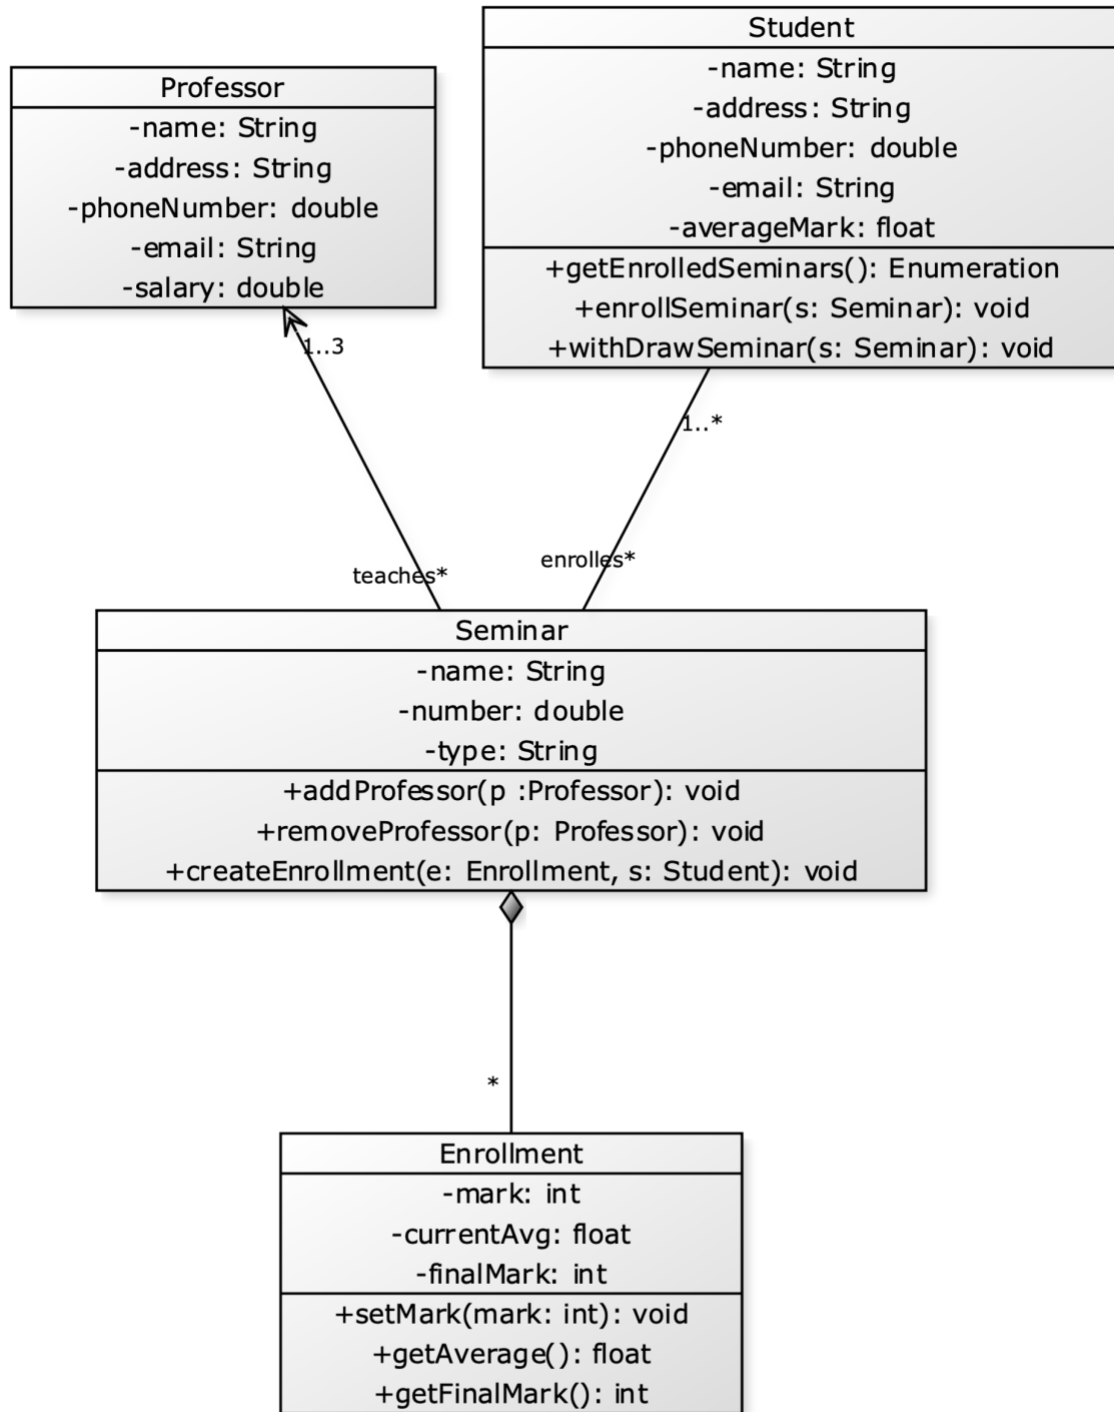 Professor
-name: String
-address: String
-phoneNumber: double
-email: String
-salary: double
Student
-name: String
-address: String
-phoneNumber: double
-email: String
-averageMark: float
+getEnrolledSeminars(): Enumeration
+enrollSeminar(s: Seminar): void
+withDrawSeminar(s: Seminar): void
1..3
1..*
teaches*
enrolles*
Seminar
-name: String
-number: double
-type: String
+addProfessor(p :Professor): void
+removeProfessor(p: Professor): void
+createEnrollment(e: Enrollment, s: Student): void
*
Enrollment
-mark: int
-currentAvg: float
-finalMark: int
+setMark(mark: int): void
+getAverage(): float
+getFinalMark(): int